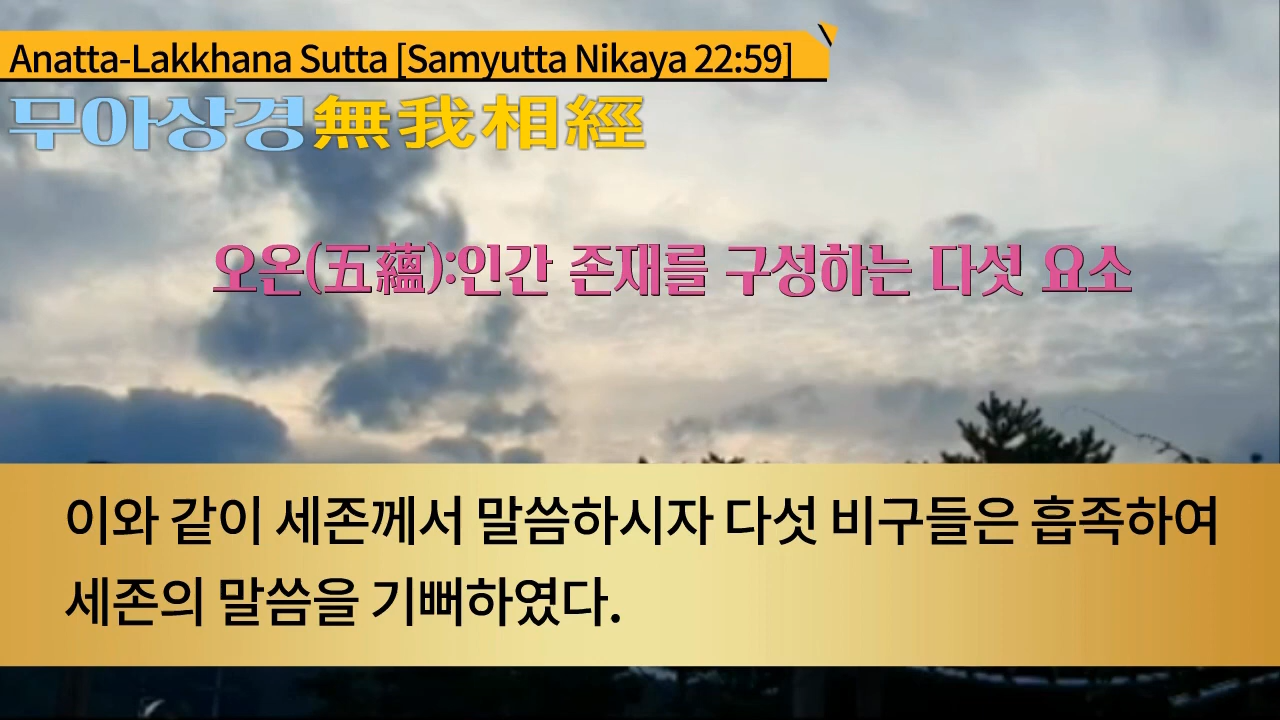 Anatta-Lakkhana Sutta [Samyutta Nikaya 22:59]
무아상경無我相經
오온(五蘊):인간 존재를 구성하는 다섯 요소
이와 같이 세존께서 말씀하시자 다섯 비구들은 흡족하여
세존의 말씀을 기뻐하였다.